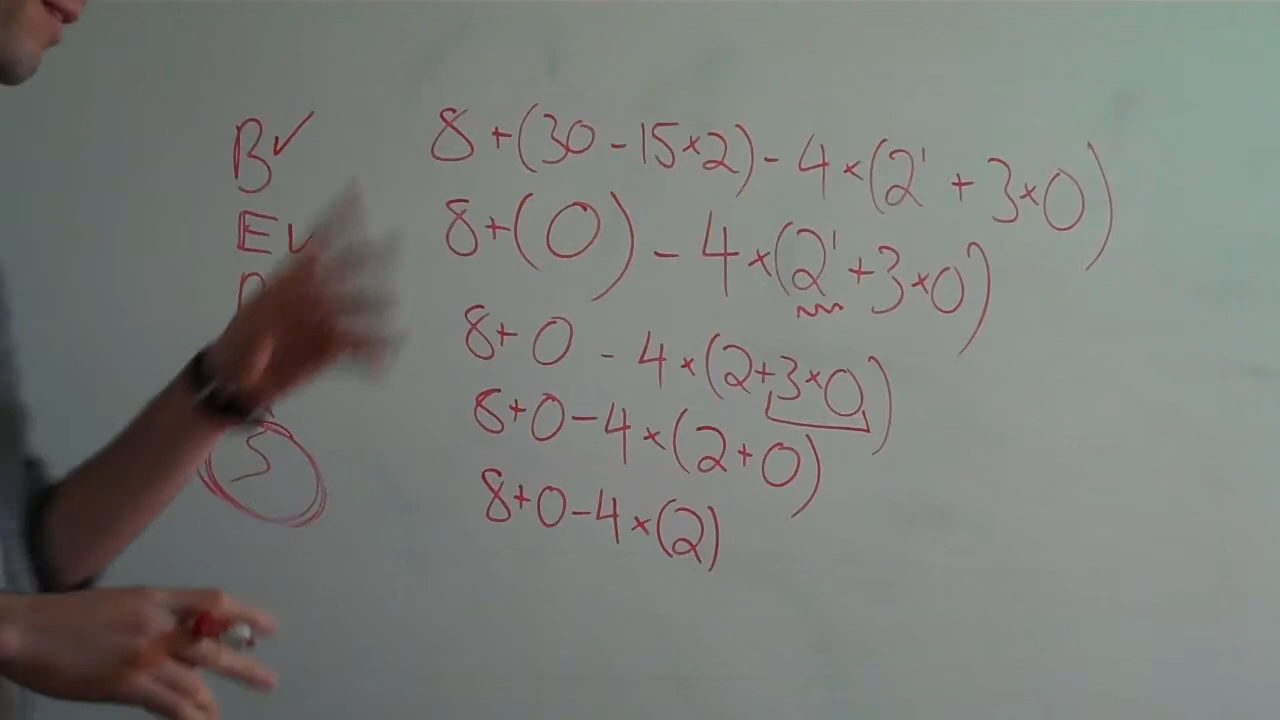 B✓
E✓
D
S
8+(30-15×2)-4×(2¹+3×0)
8+(0)-4×(2¹+3×0)
8+0-4×(2+3×0)
8+0-4×(2+0)
8+0-4×(2)